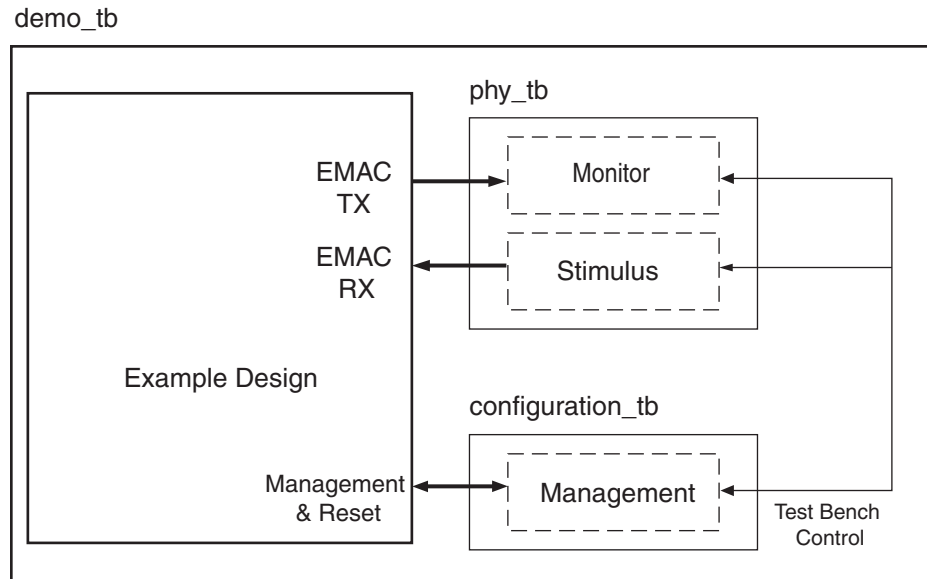 demo_tb
phy_tb
EMAC
TX
Monitor
EMAC
RX
Stimulus
Example Design
configuration_tb
Management
& Reset
Management
Test Bench
Control